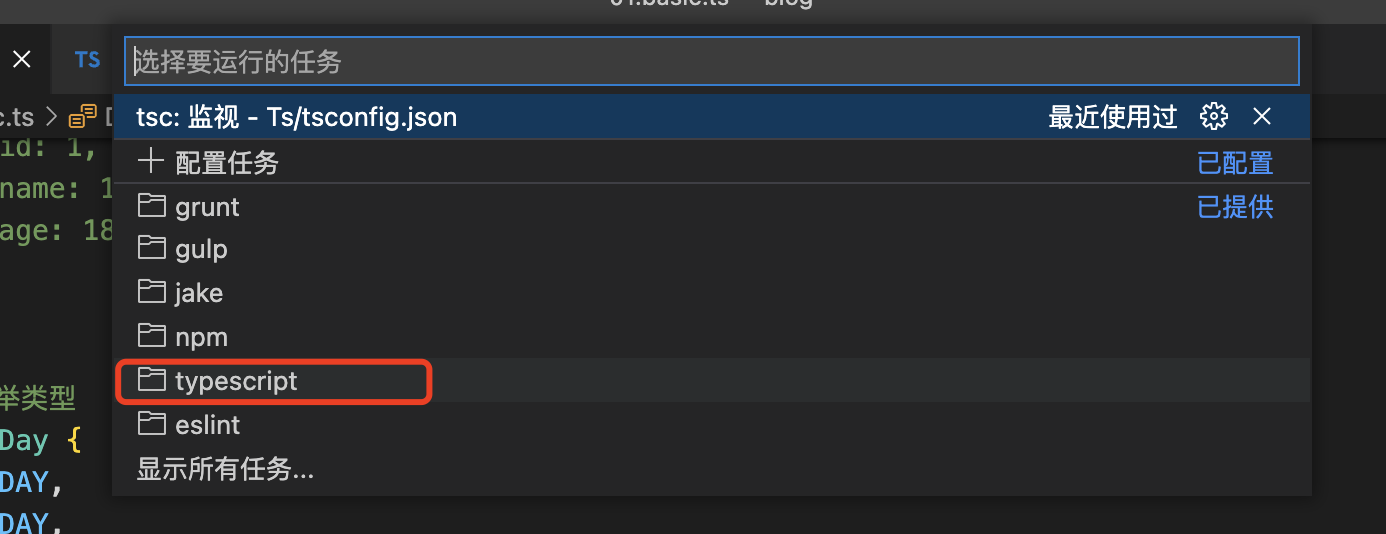 01.basic.ts — blog
TS
选择要运行的任务
c.ts
tsc: 监视 - Ts/tsconfig.json 最近使用过
id: 1,
配置任务 已配置
name: 1
grunt 已提供
age: 18
gulp
jake
npm
typescript
举类型
eslint
Day {
显示所有任务...
DAY,
DAY,